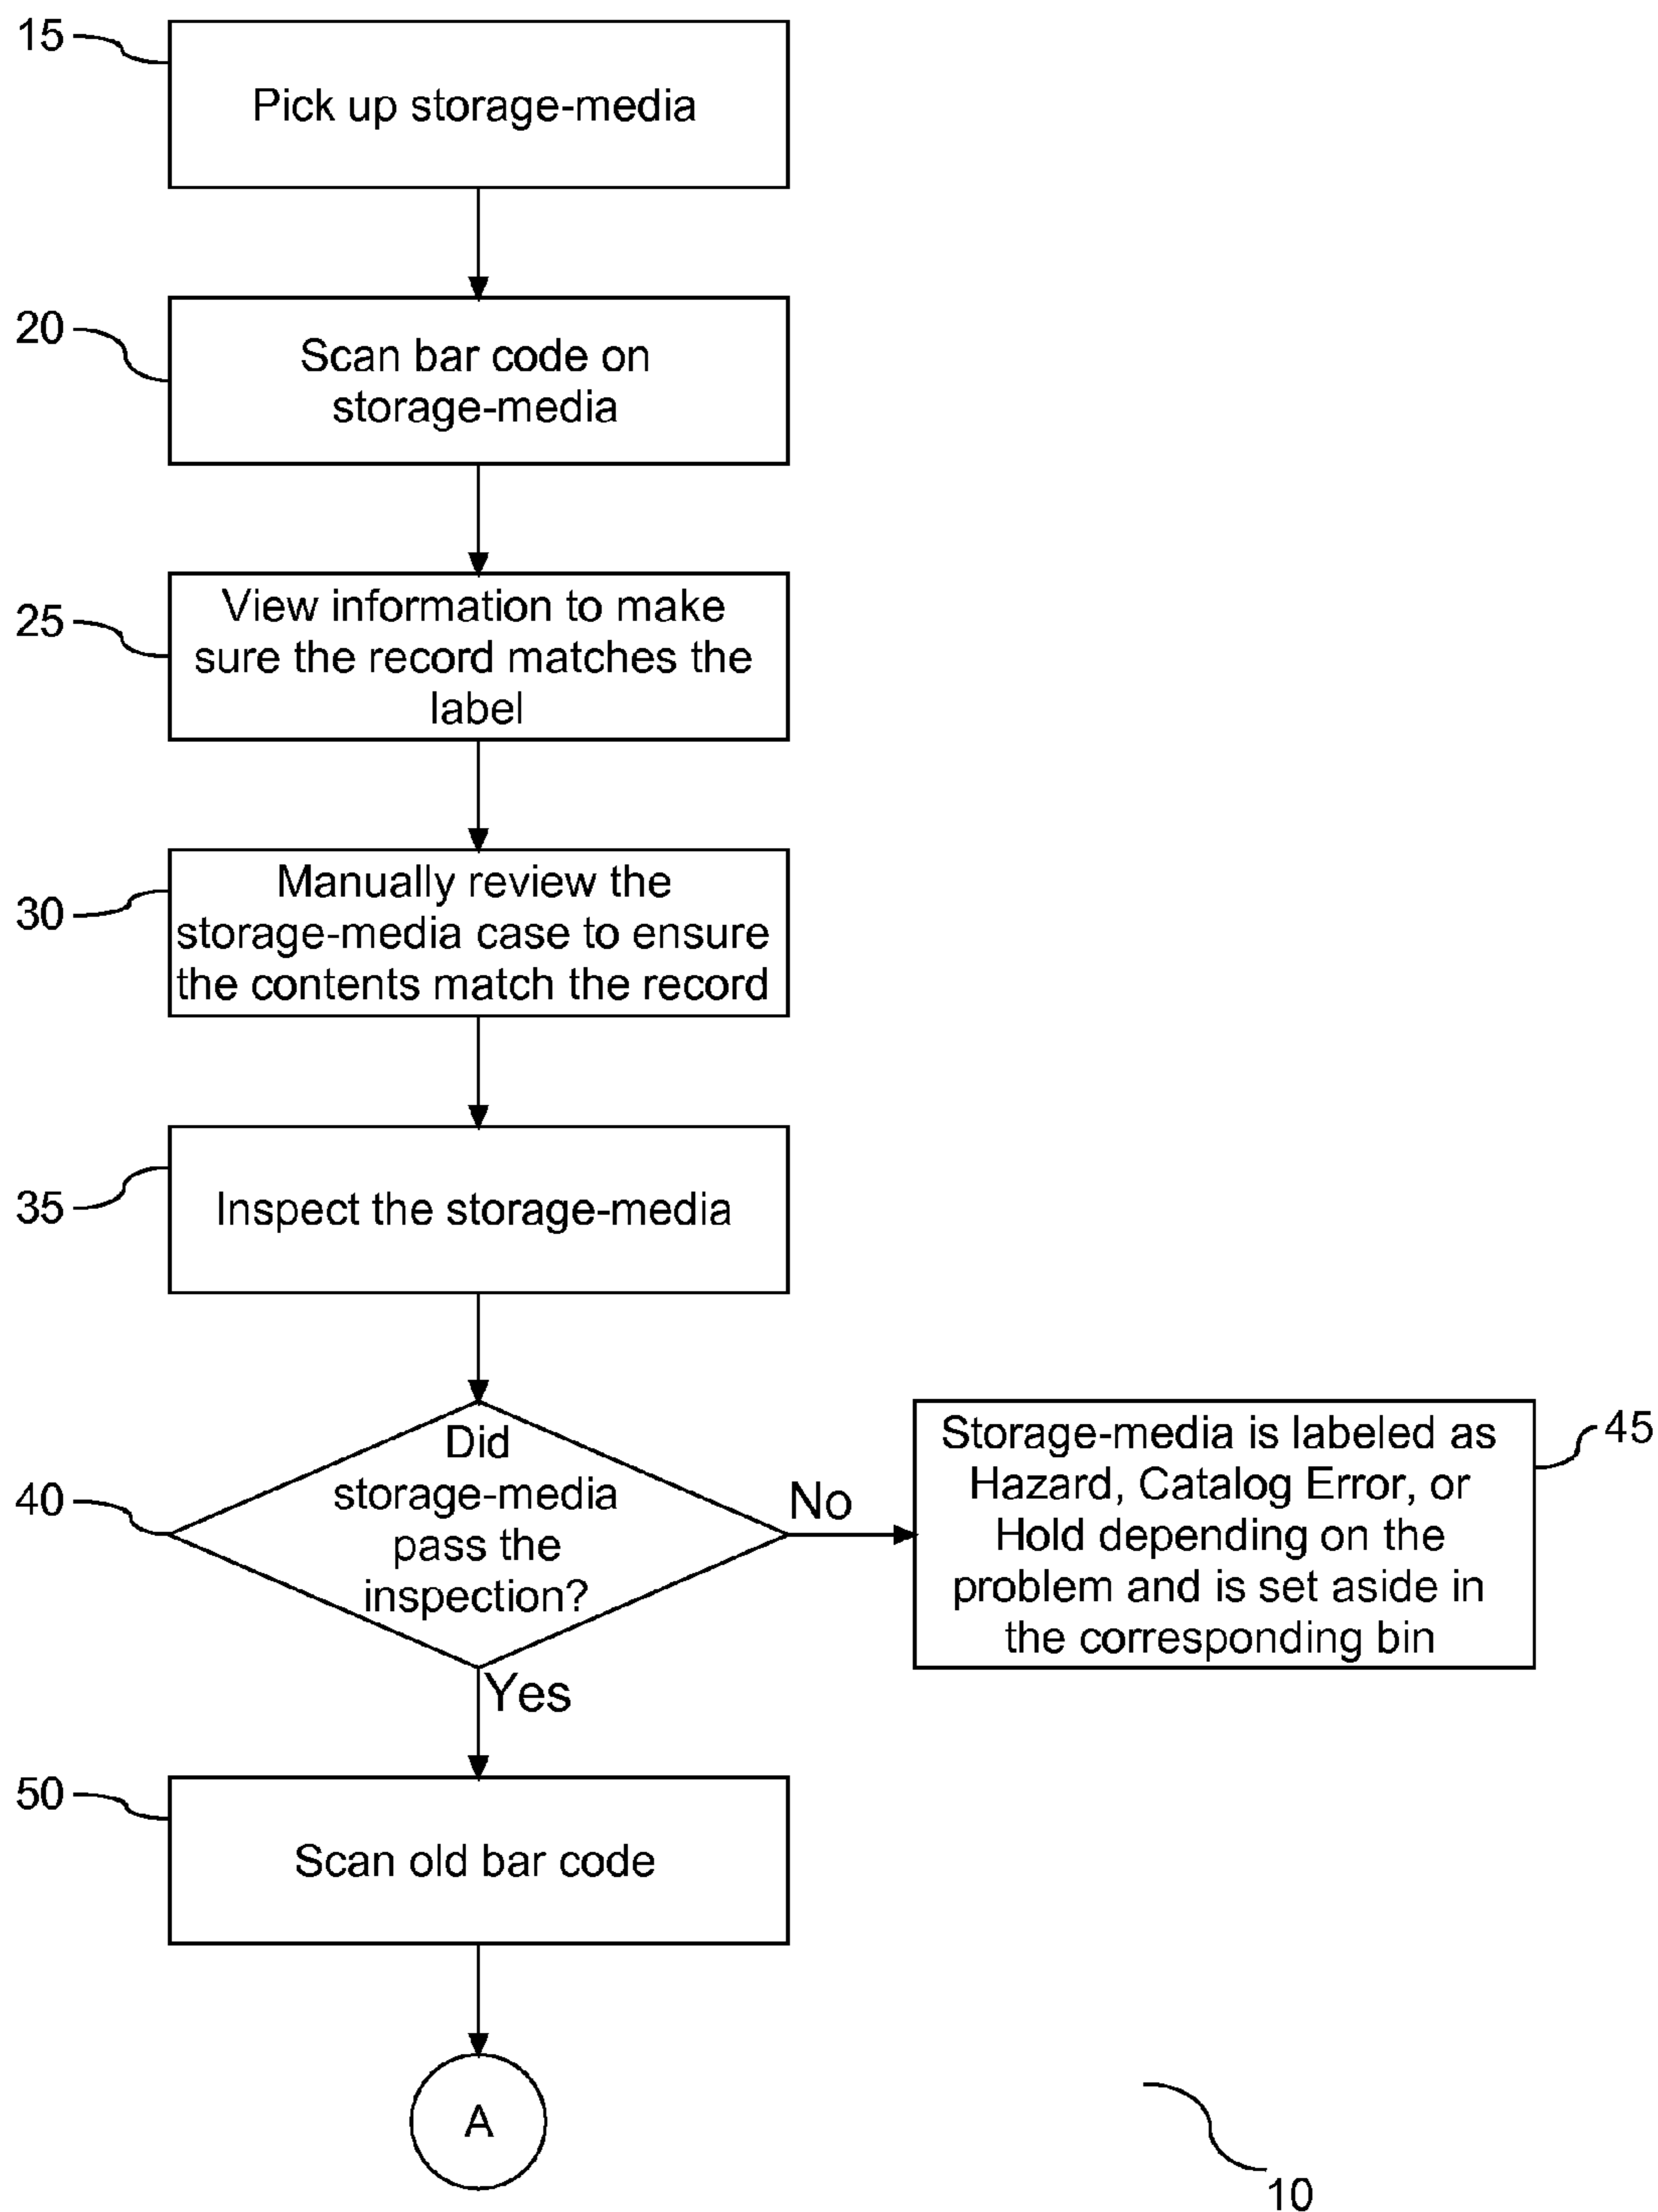 15
Pick up storage-media
20
Scan bar code on
storage-media
25
View information to make
sure the record matches the
label
30
Manually review the
storage-media case to ensure
the contents match the record
35
Inspect the storage-media
40
Did
storage-media
pass the
inspection?
No
Storage-media is labeled as
Hazard, Catalog Error, or
Hold depending on the
problem and is set aside in
the corresponding bin
45
Yes
50
Scan old bar code
A
10